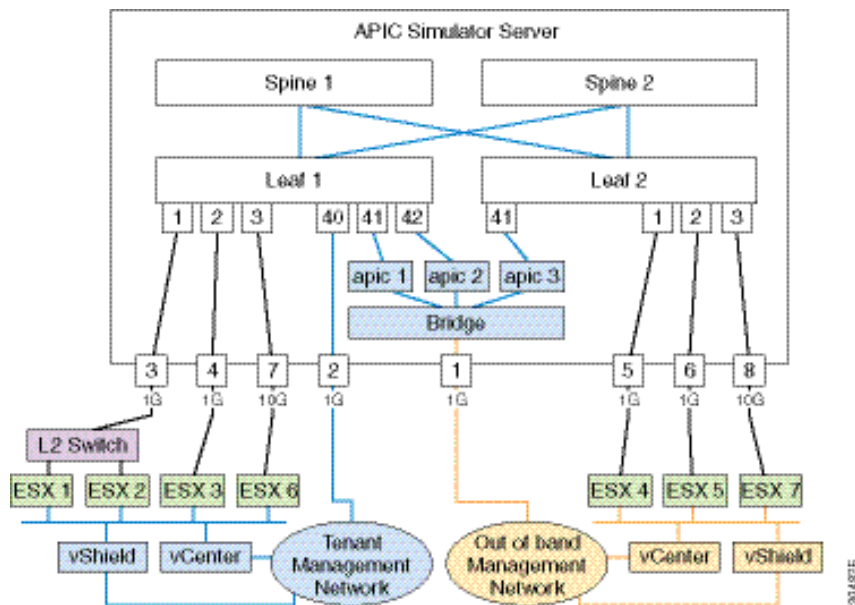 APIC Simulator Server
Spine 1 Spine 2
Leaf 1 Leaf 2
1 2 3 40 41 42 41 1 2 3
apic 1 apic 2 apic 3
Bridge
3 4 7 2 1 5 6 8
1G 1G 10G 1G 1G 1G 1G 10G
L2 Switch
ESX 1 ESX 2 ESX 3 ESX 6 ESX 4 ESX 5 ESX 7
vShield vCenter
Tenant
Management
Network
Out of band
Management
Network
vCenter vShield